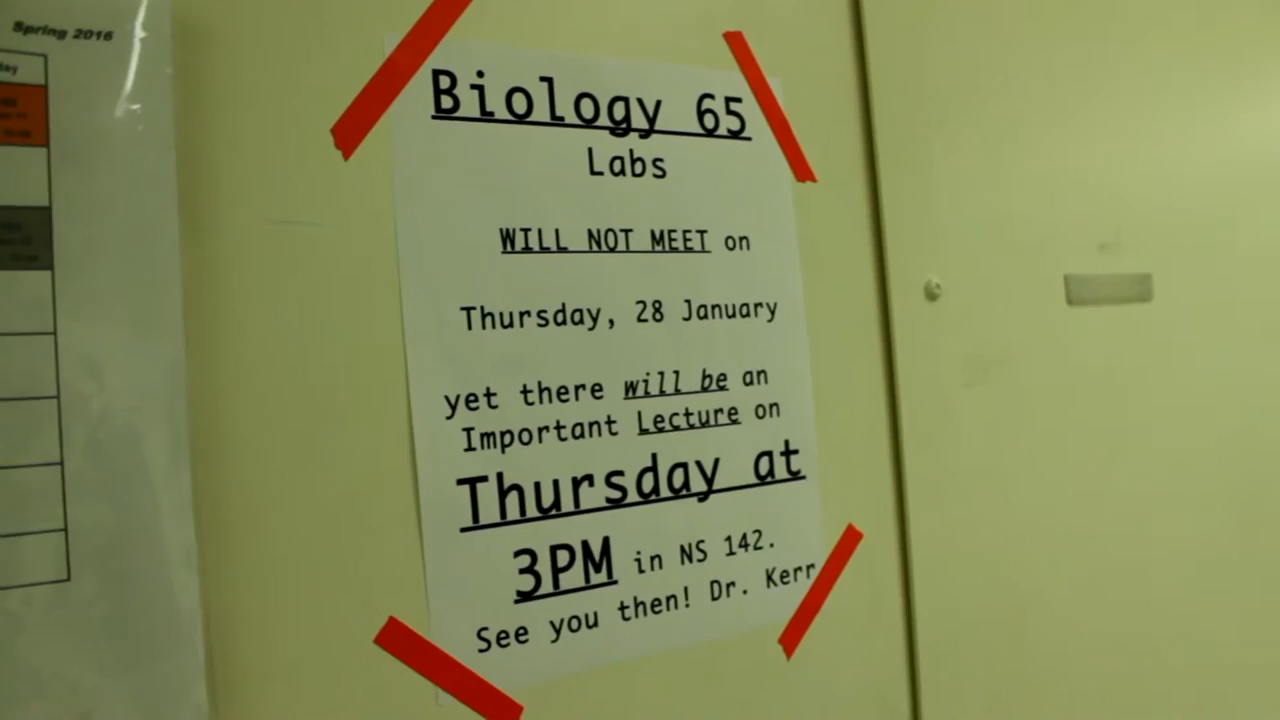 Spring 2016
Biology 65
Labs
WILL NOT MEET on
Thursday, 28 January
yet there will be an
Important Lecture on
Thursday at
3PM in NS 142.
See you then! Dr. Kerr